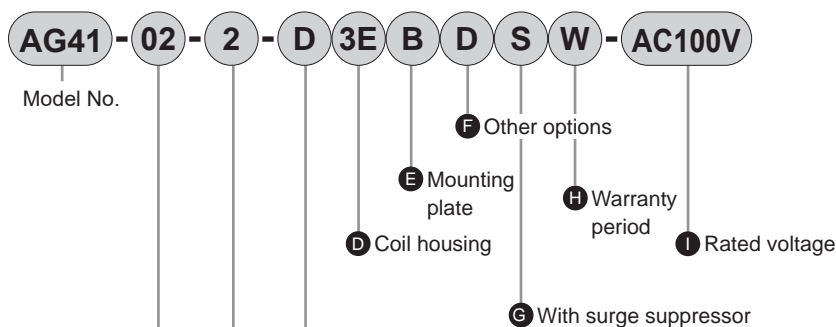 AG41-02-2-D 3E B D S W-AC100V
Model No.
F Other options
E Mounting
plate
H Warranty
period
D Coil housing
I Rated voltage
G With surge suppressor